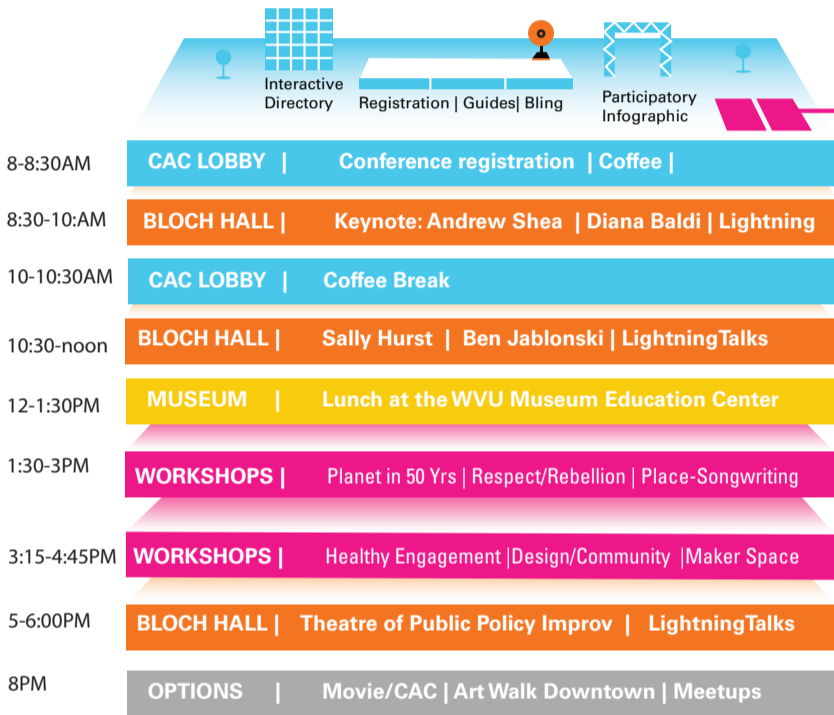 Interactive
Directory
Registration | Guides| Bling
Participatory
Infographic
8-8:30AM CAC LOBBY | Conference registration | Coffee |
8:30-10:AM BLOCH HALL | Keynote: Andrew Shea | Diana Baldi | Lightning
10-10:30AM CAC LOBBY | Coffee Break
10:30-noon BLOCH HALL | Sally Hurst | Ben Jablonski | LightningTalks
12-1:30PM MUSEUM | Lunch at the WVU Museum Education Center
1:30-3PM WORKSHOPS | Planet in 50 Yrs | Respect/Rebellion | Place-Songwriting
3:15-4:45PM WORKSHOPS | Healthy Engagement |Design/Community |Maker Space
5-6:00PM BLOCH HALL | Theatre of Public Policy Improv | LightningTalks
8PM OPTIONS | Movie/CAC | Art Walk Downtown | Meetups